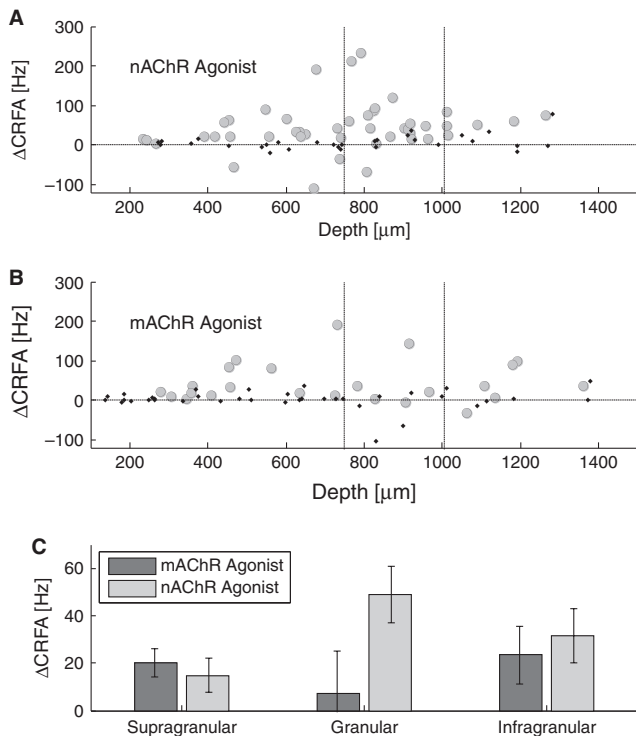 A
nAChR Agonist
ΔCRFA [Hz]
300
200
100
0
−100
200 400 600 800 1000 1200 1400
Depth [μm]
B
mAChR Agonist
ΔCRFA [Hz]
300
200
100
0
−100
200 400 600 800 1000 1200 1400
Depth [μm]
C
mAChR Agonist
nAChR Agonist
ΔCRFA [Hz]
60
40
20
0
Supragranular Granular Infragranular